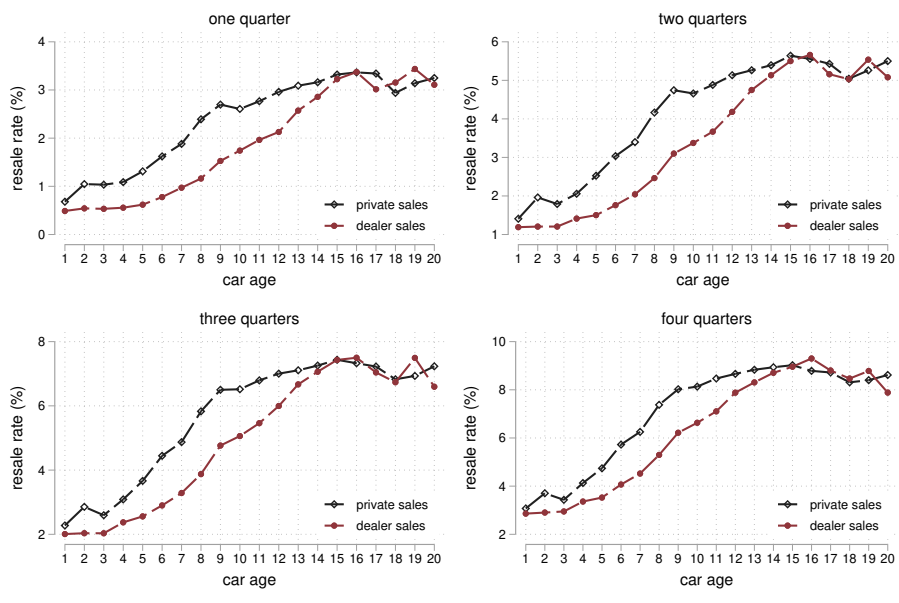 one quarter
resale rate (%)
4
3
2
1
0
private sales
dealer sales
1 2 3 4 5 6 7 8 9 10 11 12 13 14 15 16 17 18 19 20
car age
two quarters
resale rate (%)
6
5
4
3
2
1
private sales
dealer sales
1 2 3 4 5 6 7 8 9 10 11 12 13 14 15 16 17 18 19 20
car age
three quarters
resale rate (%)
8
6
4
2
private sales
dealer sales
1 2 3 4 5 6 7 8 9 10 11 12 13 14 15 16 17 18 19 20
car age
four quarters
resale rate (%)
10
8
6
4
2
private sales
dealer sales
1 2 3 4 5 6 7 8 9 10 11 12 13 14 15 16 17 18 19 20
car age